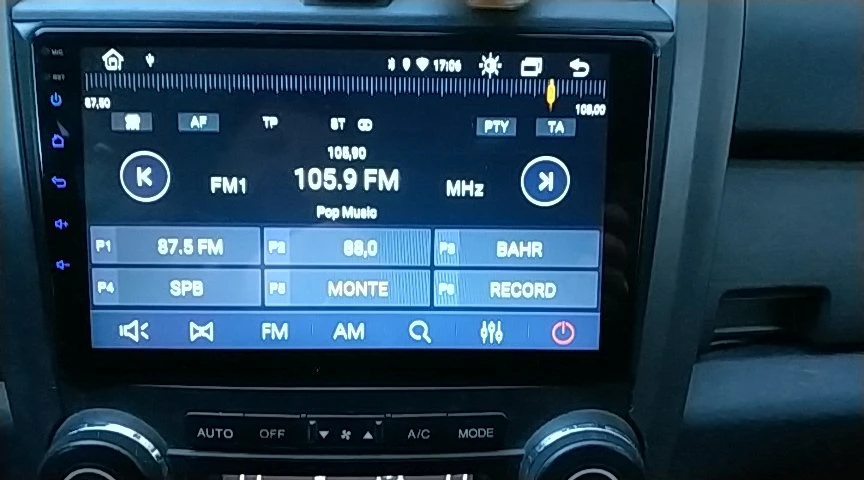 MIC
17:06
RST
87,50
108,00
AF TP ST PTY TA
105,90
FM1 105.9 FM MHz
Pop Music
P1 87.5 FM P2 88,0 P3 BAHR
P4 SPB P5 MONTE P6 RECORD
FM AM
AUTO OFF A/C MODE